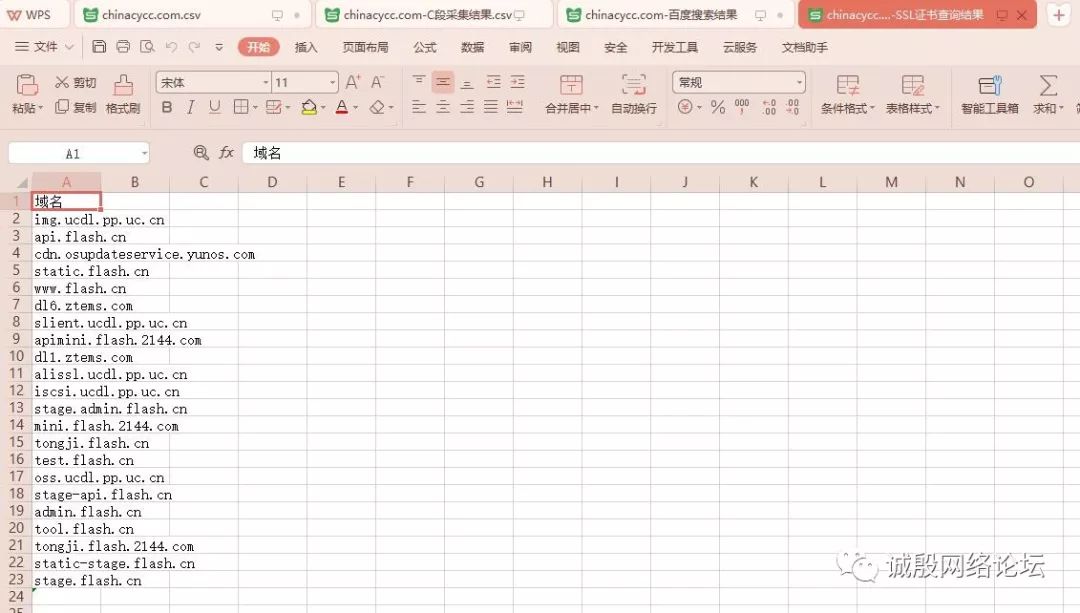 WPS chinacycc.com.csv chinacycc.com-C段采集结果.csv chinacycc.com-百度搜索结果 chinacycc....-SSL证书查询结果
文件 开始 插入 页面布局 公式 数据 审阅 视图 安全 开发工具 云服务 文档助手
剪切 宋体 11 A+ A- 常规
粘贴 复制 格式刷 B I U A 合并居中 自动换行 ¥ % 000 条件格式 表格样式 智能工具箱 求和
A1 fx 域名
A B C D E F G H I J K L M N O
1 域名
2 img.ucdl.pp.uc.cn
3 api.flash.cn
4 cdn.osupdateservice.yunos.com
5 static.flash.cn
6 www.flash.cn
7 dl6.ztems.com
8 slient.ucdl.pp.uc.cn
9 apimini.flash.2144.com
10 dl1.ztems.com
11 alissl.ucdl.pp.uc.cn
12 iscsi.ucdl.pp.uc.cn
13 stage.admin.flash.cn
14 mini.flash.2144.com
15 tongji.flash.cn
16 test.flash.cn
17 oss.ucdl.pp.uc.cn
18 stage-api.flash.cn
19 admin.flash.cn
20 tool.flash.cn
21 tongji.flash.2144.com
22 static-stage.flash.cn
23 stage.flash.cn
24
诚殷网络论坛